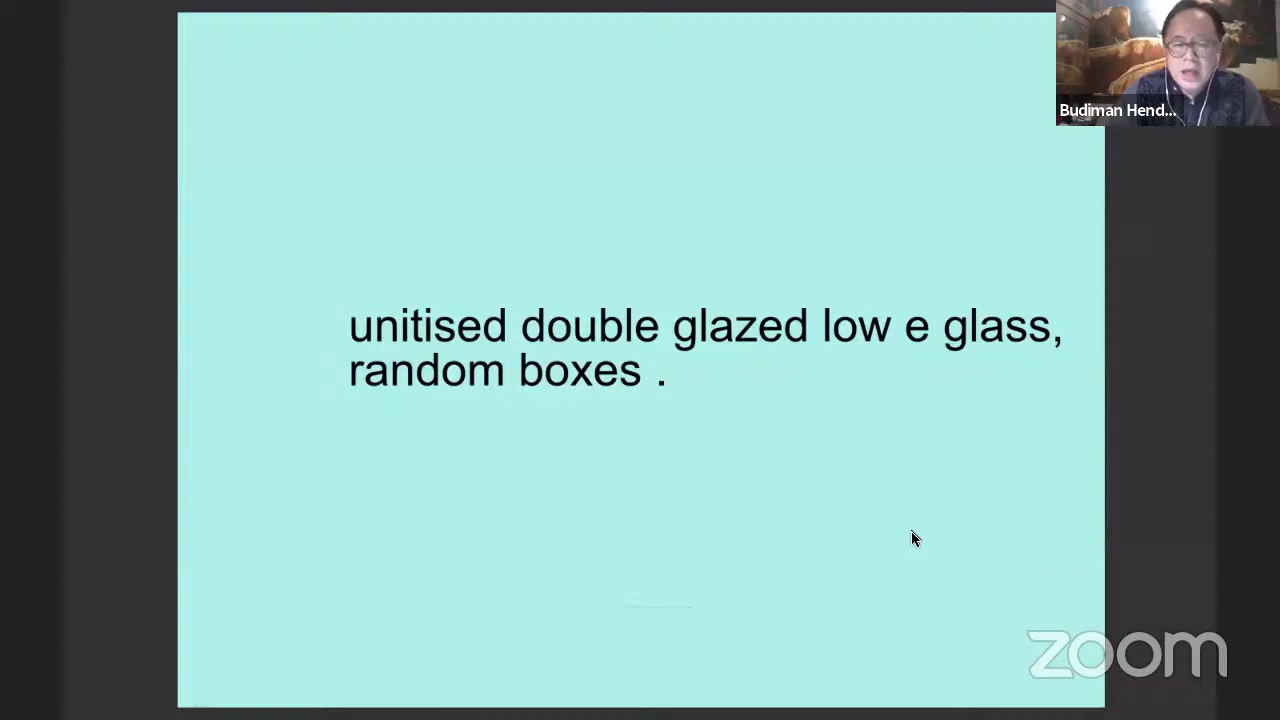 Budiman Hend...
unitised double glazed low e glass,
random boxes .
zoom